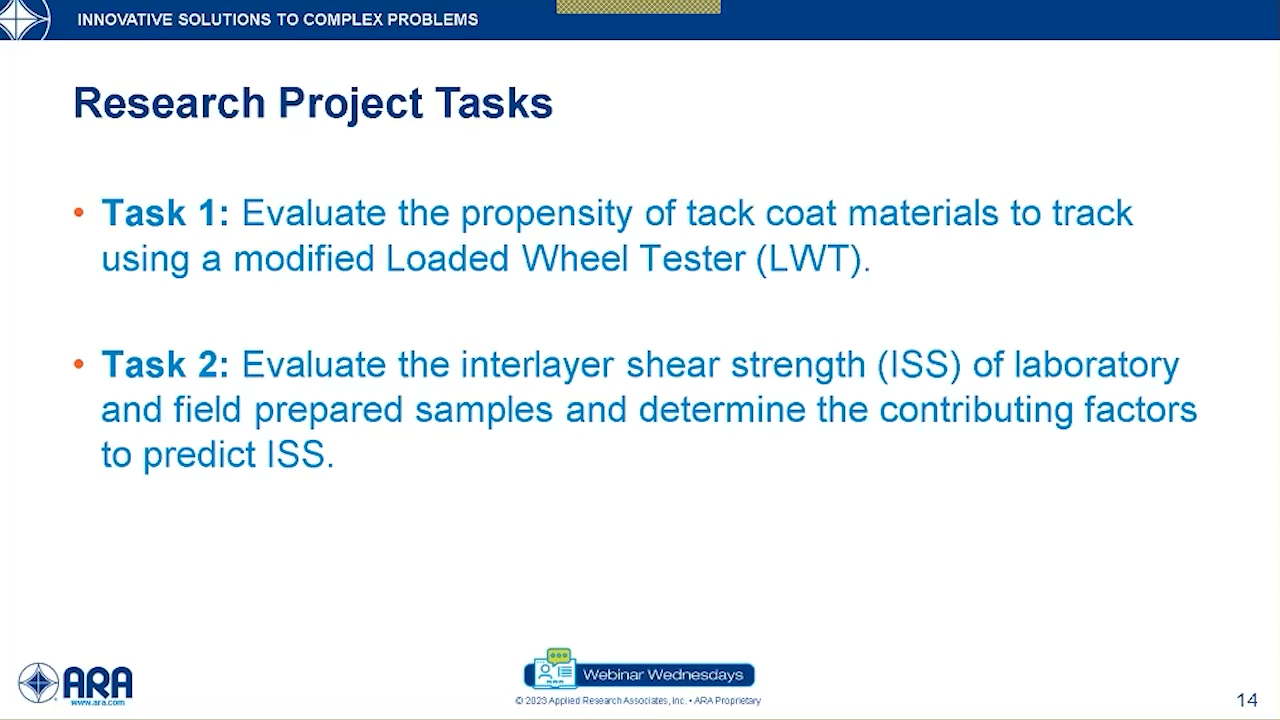 INNOVATIVE SOLUTIONS TO COMPLEX PROBLEMS
Research Project Tasks
• Task 1: Evaluate the propensity of tack coat materials to track
using a modified Loaded Wheel Tester (LWT).
• Task 2: Evaluate the interlayer shear strength (ISS) of laboratory
and field prepared samples and determine the contributing factors
to predict ISS.
ARA
www.ara.com
Webinar Wednesdays
© 2023 Applied Research Associates, Inc. • ARA Proprietary
14